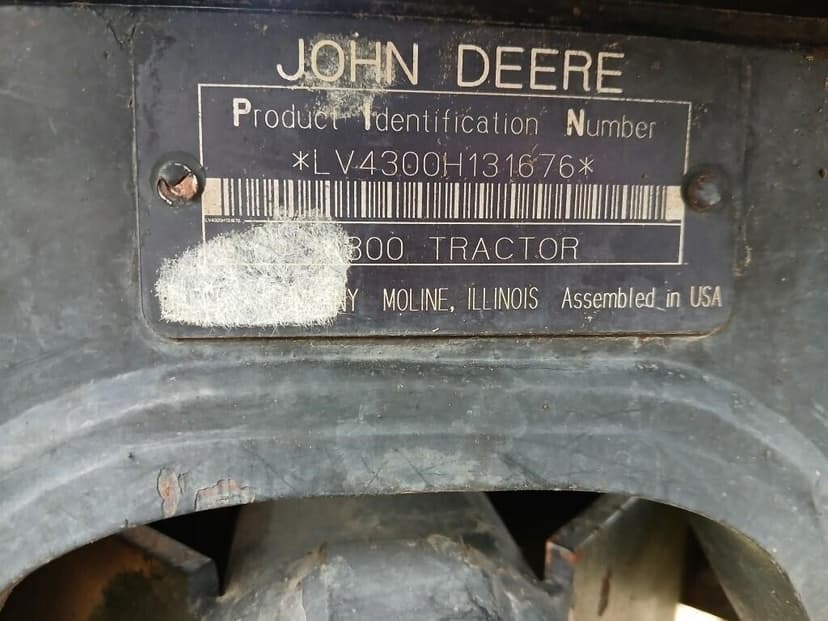 JOHN DEERE
Product Identification Number
*LV4300H131676*
300 TRACTOR
MOLINE, ILLINOIS Assembled in USA